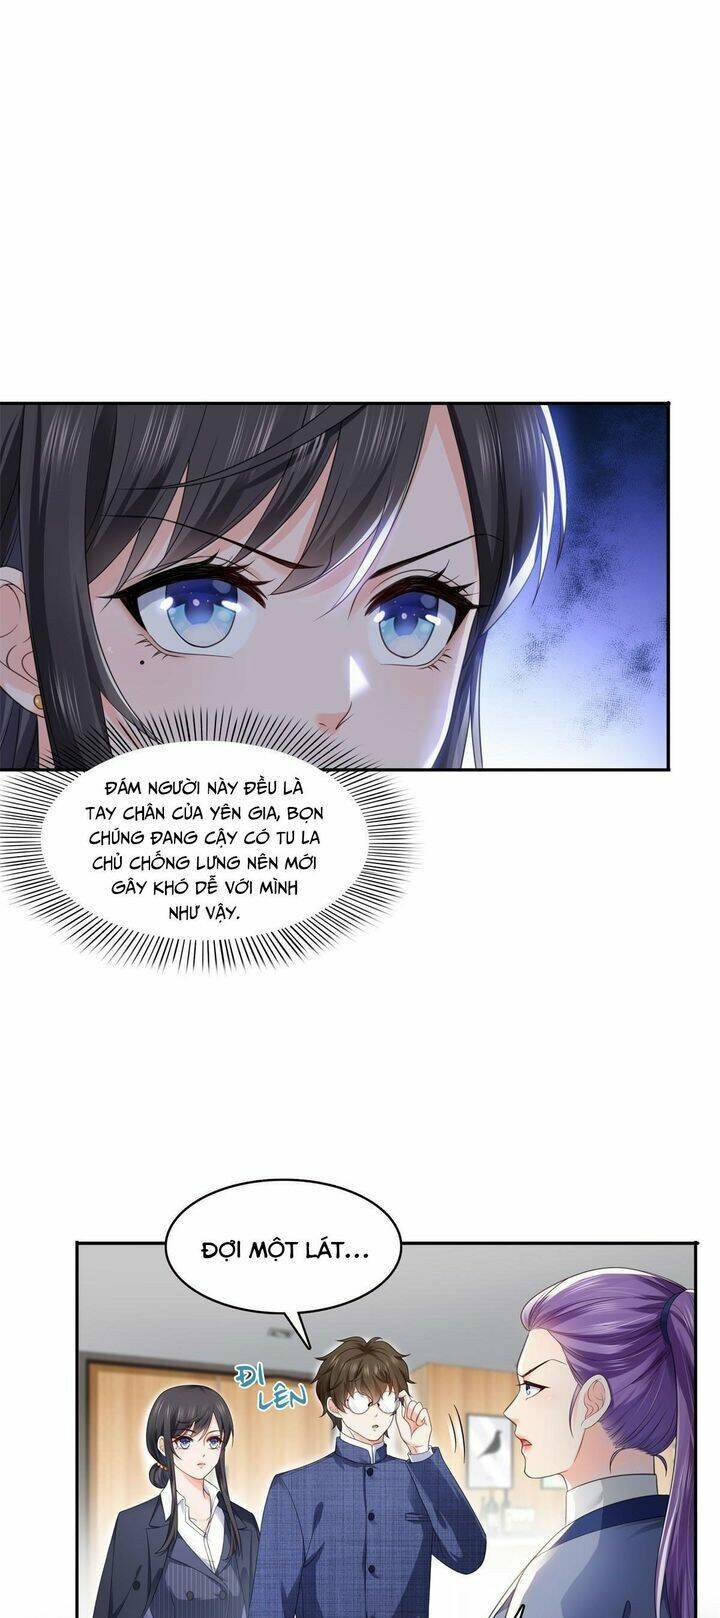 ĐÁM NGƯỜI NÀY ĐỀU LÀ
TAY CHÂN CỦA YÊN GIA, BỌN
CHÚNG ĐANG CẬY CÓ TU LA
CHỦ CHỐNG LƯNG NÊN MỚI
GÂY KHÓ DỄ VỚI MÌNH
NHƯ VẬY.
ĐỢI MỘT LÁT...
ĐI
LÊN